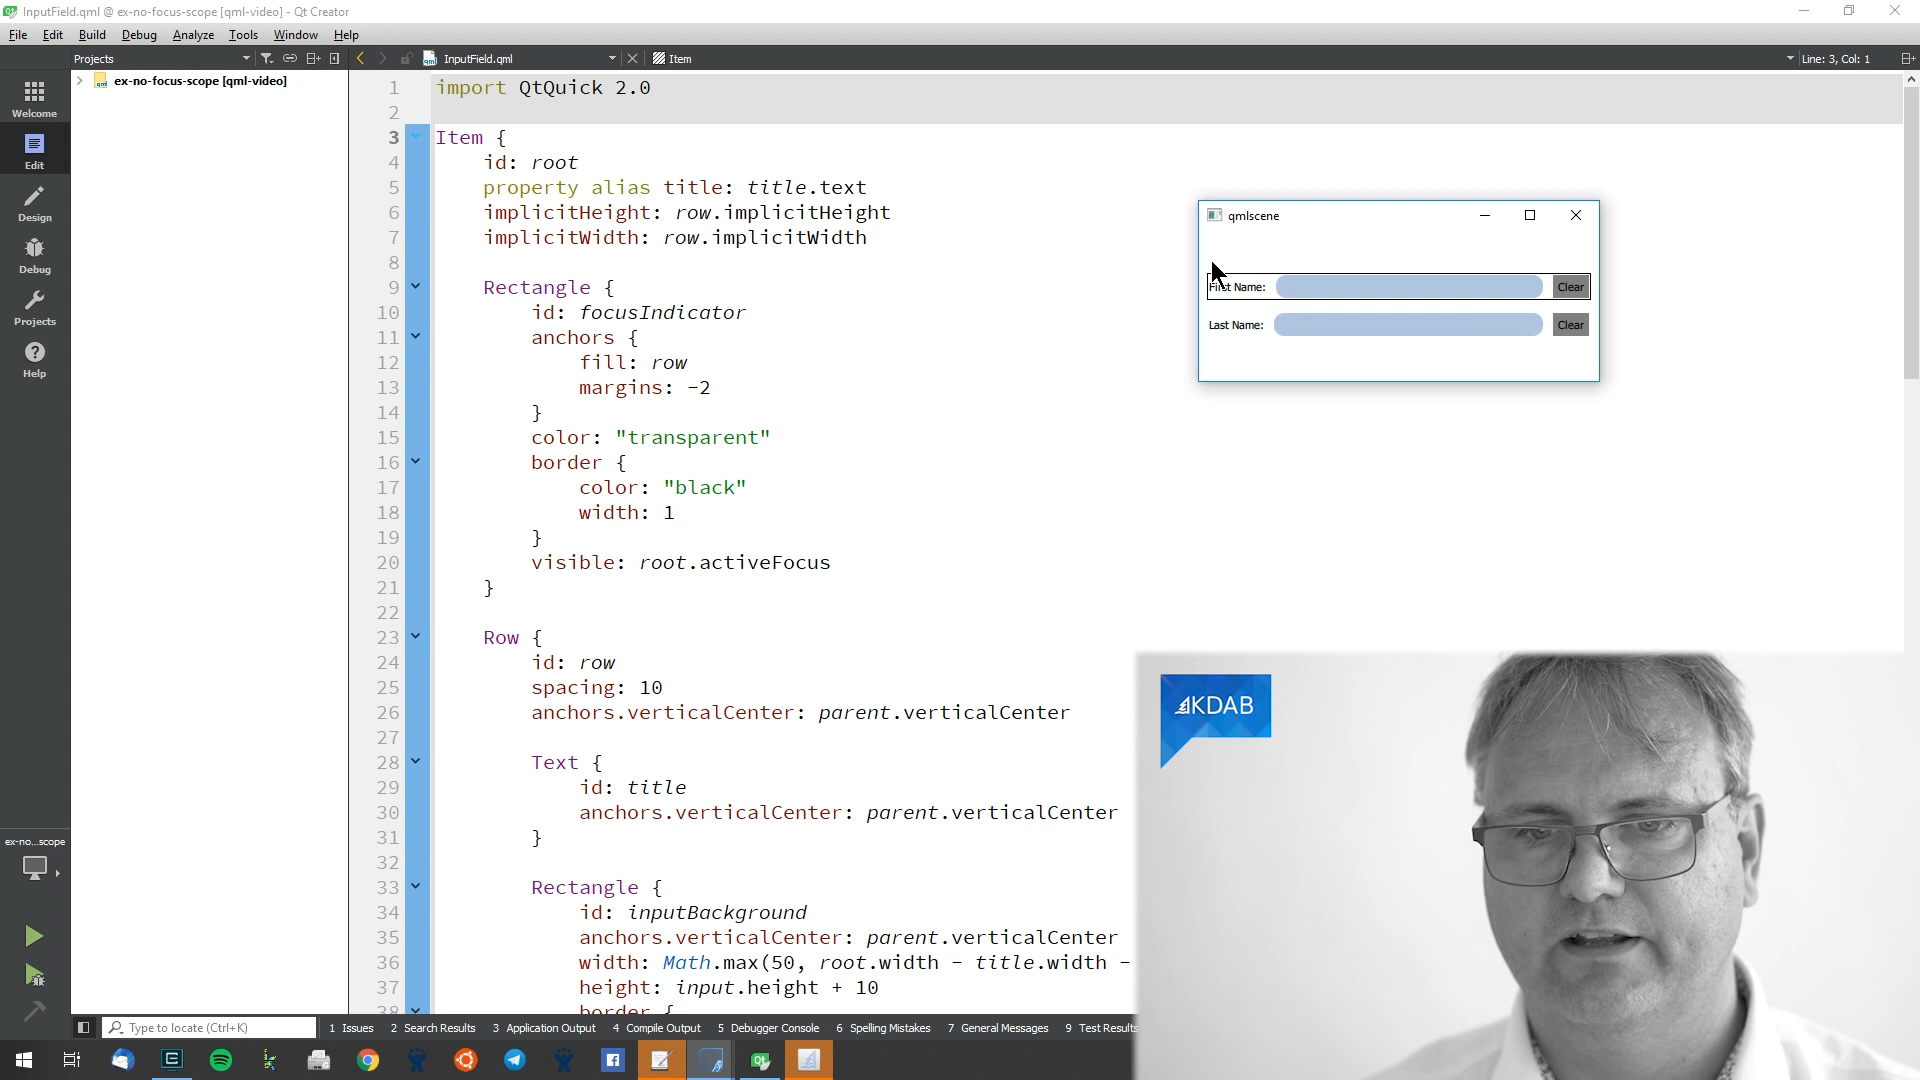 InputField.qml @ ex-no-focus-scope [qml-video] - Qt Creator
File Edit Build Debug Analyze Tools Window Help
Projects InputField.qml Item Line: 3, Col: 1
ex-no-focus-scope [qml-video]
Welcome
Edit
Design
Debug
Projects
Help
ex-no...scope
1 import QtQuick 2.0
2
3 Item {
4 id: root
5 property alias title: title.text
6 implicitHeight: row.implicitHeight
7 implicitWidth: row.implicitWidth
8
9 Rectangle {
10 id: focusIndicator
11 anchors {
12 fill: row
13 margins: -2
14 }
15 color: "transparent"
16 border {
17 color: "black"
18 width: 1
19 }
20 visible: root.activeFocus
21 }
22
23 Row {
24 id: row
25 spacing: 10
26 anchors.verticalCenter: parent.verticalCenter
27
28 Text {
29 id: title
30 anchors.verticalCenter: parent.verticalCenter
31 }
32
33 Rectangle {
34 id: inputBackground
35 anchors.verticalCenter: parent.verticalCenter
36 width: Math.max(50, root.width - title.width -
37 height: input.height + 10
38 border {
qmlscene
First Name: Clear
Last Name: Clear
KDAB
Type to locate (Ctrl+K) 1 Issues 2 Search Results 3 Application Output 4 Compile Output 5 Debugger Console 6 Spelling Mistakes 7 General Messages 9 Test Results